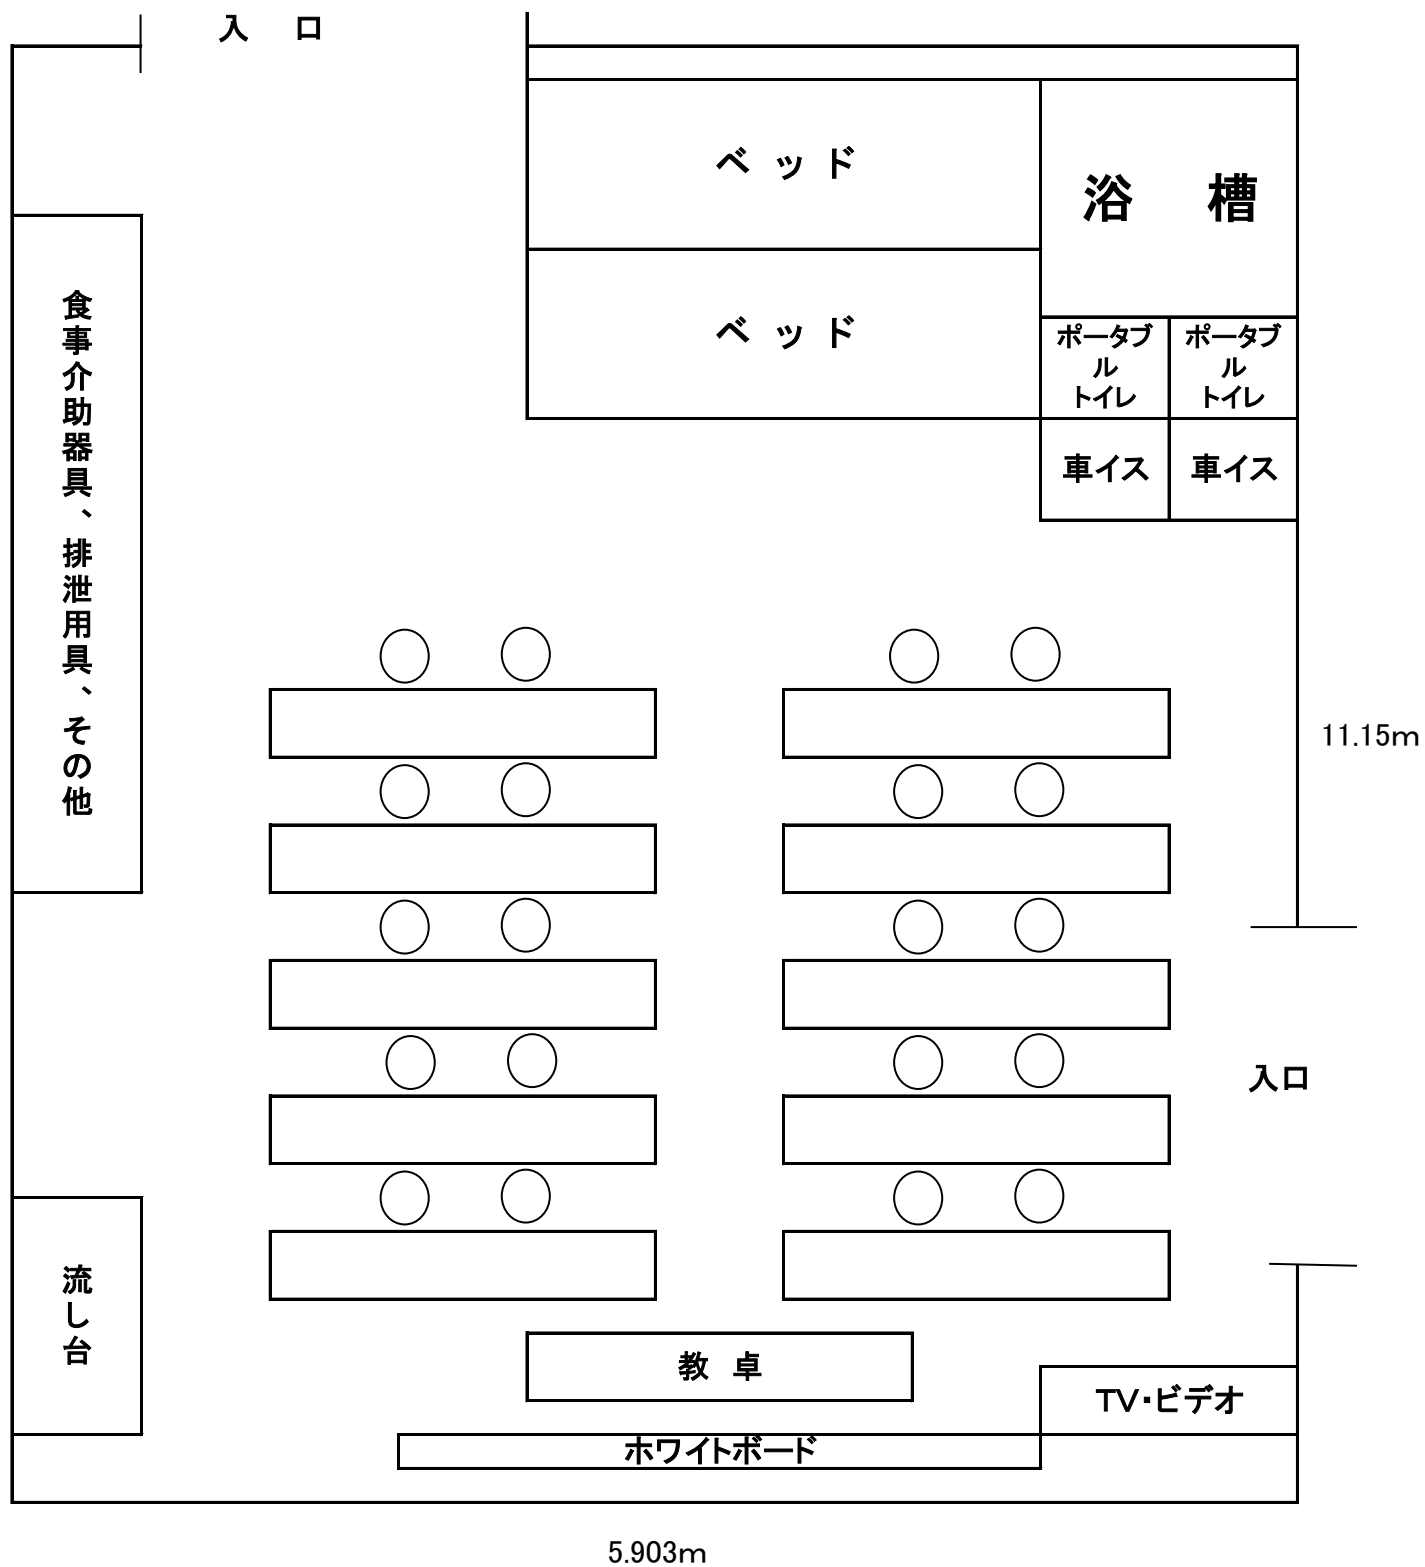 入　口
ベ ッ ド
浴　槽
ベ ッ ド
ポータブ
ル
トイレ
ポータブ
ル
トイレ
車イス
車イス
食事介助器具、排泄用具、その他
11.15m
入口
流し台
教 卓
TV・ビデオ
ホワイトボード
5.903m